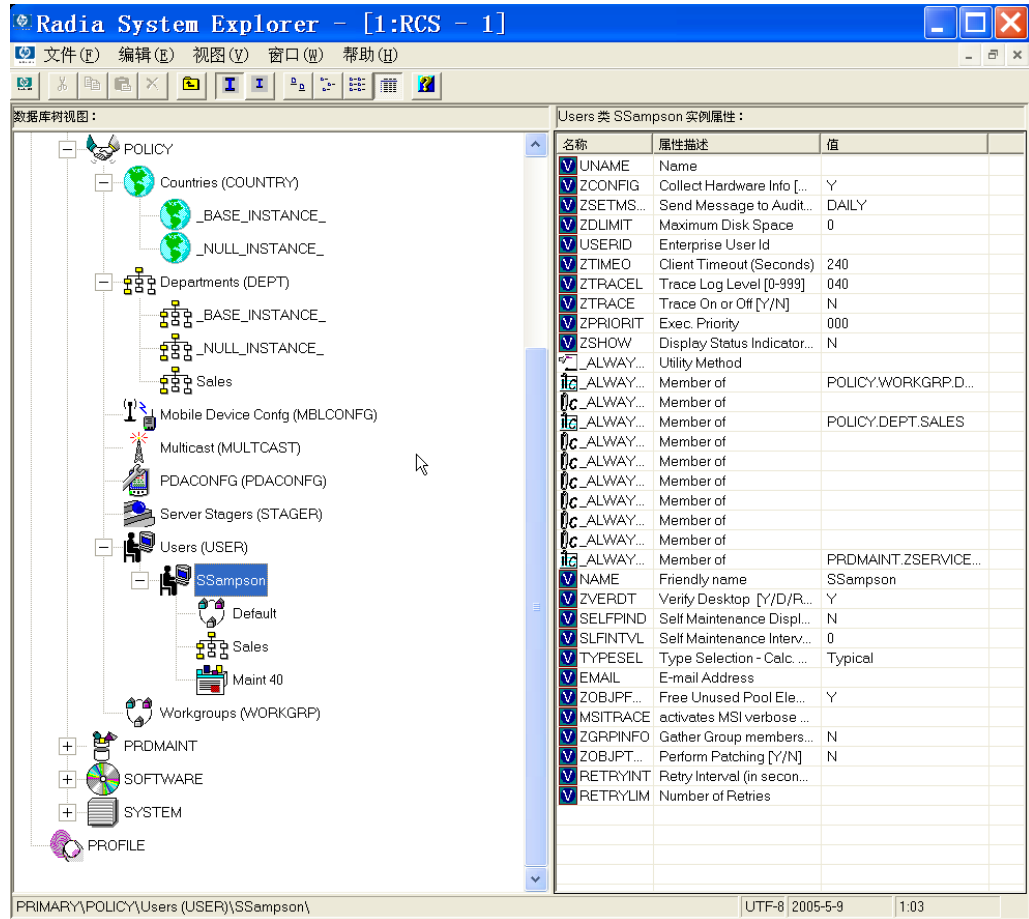 Radia System Explorer - [1:RCS - 1]
文件(F) 编辑(E) 视图(V) 窗口(W) 帮助(H)
数据库树视图：
POLICY
Countries (COUNTRY)
_BASE_INSTANCE_
_NULL_INSTANCE_
Departments (DEPT)
_BASE_INSTANCE_
_NULL_INSTANCE_
Sales
Mobile Device Confg (MBLCONFG)
Multicast (MULTCAST)
PDACONFG (PDACONFG)
Server Stagers (STAGER)
Users (USER)
SSampson
Default
Sales
Maint 40
Workgroups (WORKGRP)
PRDMAINT
SOFTWARE
SYSTEM
PROFILE
Users 类 SSampson 实例属性：
名称 属性描述 值
UNAME Name
ZCONFIG Collect Hardware Info [... Y
ZSETMS... Send Message to Audit... DAILY
ZDLIMIT Maximum Disk Space 0
USERID Enterprise User Id
ZTIMEO Client Timeout (Seconds) 240
ZTRACEL Trace Log Level [0-999] 040
ZTRACE Trace On or Off [Y/N] N
ZPRIORIT Exec. Priority 000
ZSHOW Display Status Indicator... N
_ALWAY... Utility Method
_ALWAY... Member of POLICY.WORKGRP.D...
_ALWAY... Member of
_ALWAY... Member of POLICY.DEPT.SALES
_ALWAY... Member of
_ALWAY... Member of
_ALWAY... Member of
_ALWAY... Member of
_ALWAY... Member of
_ALWAY... Member of
_ALWAY... Member of PRDMAINT.ZSERVICE...
NAME Friendly name SSampson
ZVERDT Verify Desktop [Y/D/R... Y
SELFPIND Self Maintenance Displ... N
SLFINTVL Self Maintenance Interv... 0
TYPESEL Type Selection - Calc. ... Typical
EMAIL E-mail Address
ZOBJPF... Free Unused Pool Ele... Y
MSITRACE activates MSI verbose ...
ZGRPINFO Gather Group members... N
ZOBJPT... Perform Patching [Y/N] N
RETRYINT Retry Interval (in secon...
RETRYLIM Number of Retries
PRIMARY\POLICY\Users (USER)\SSampson\ UTF-8 2005-5-9 1:03